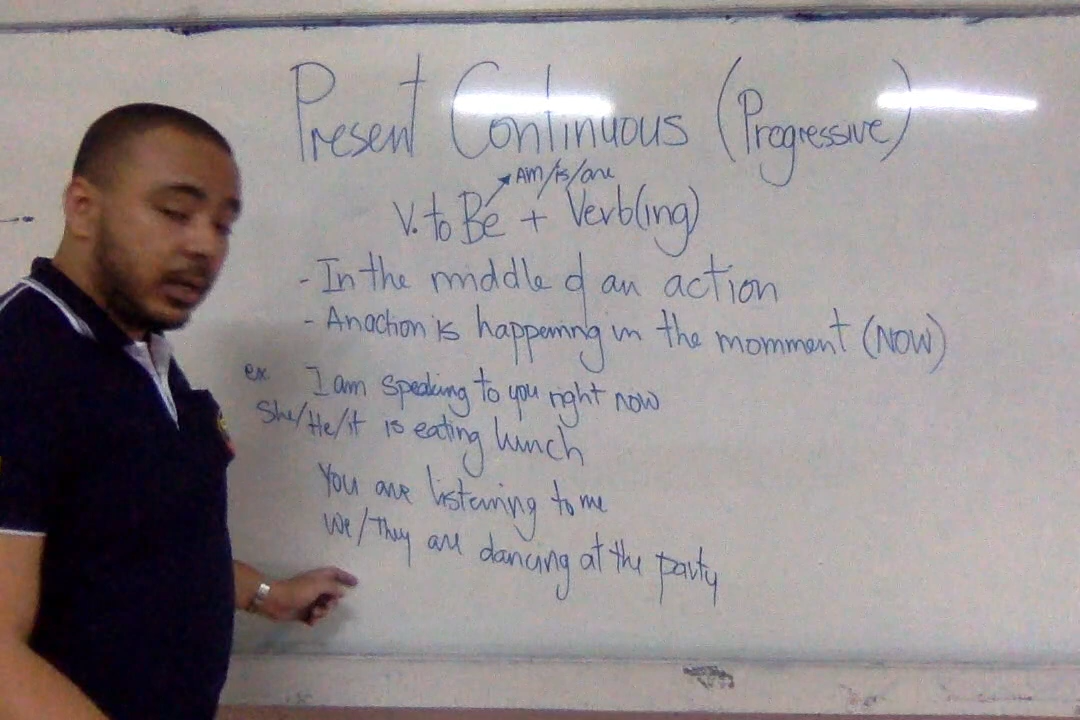 Present Continuous (Progressive)
Am/is/are
V. to Be + Verb(ing)
- In the middle of an action
- An action is happening in the momment (NOW)
ex I am speaking to you right now
She/He/it is eating lunch
You are listening to me
We/They are dancing at the party